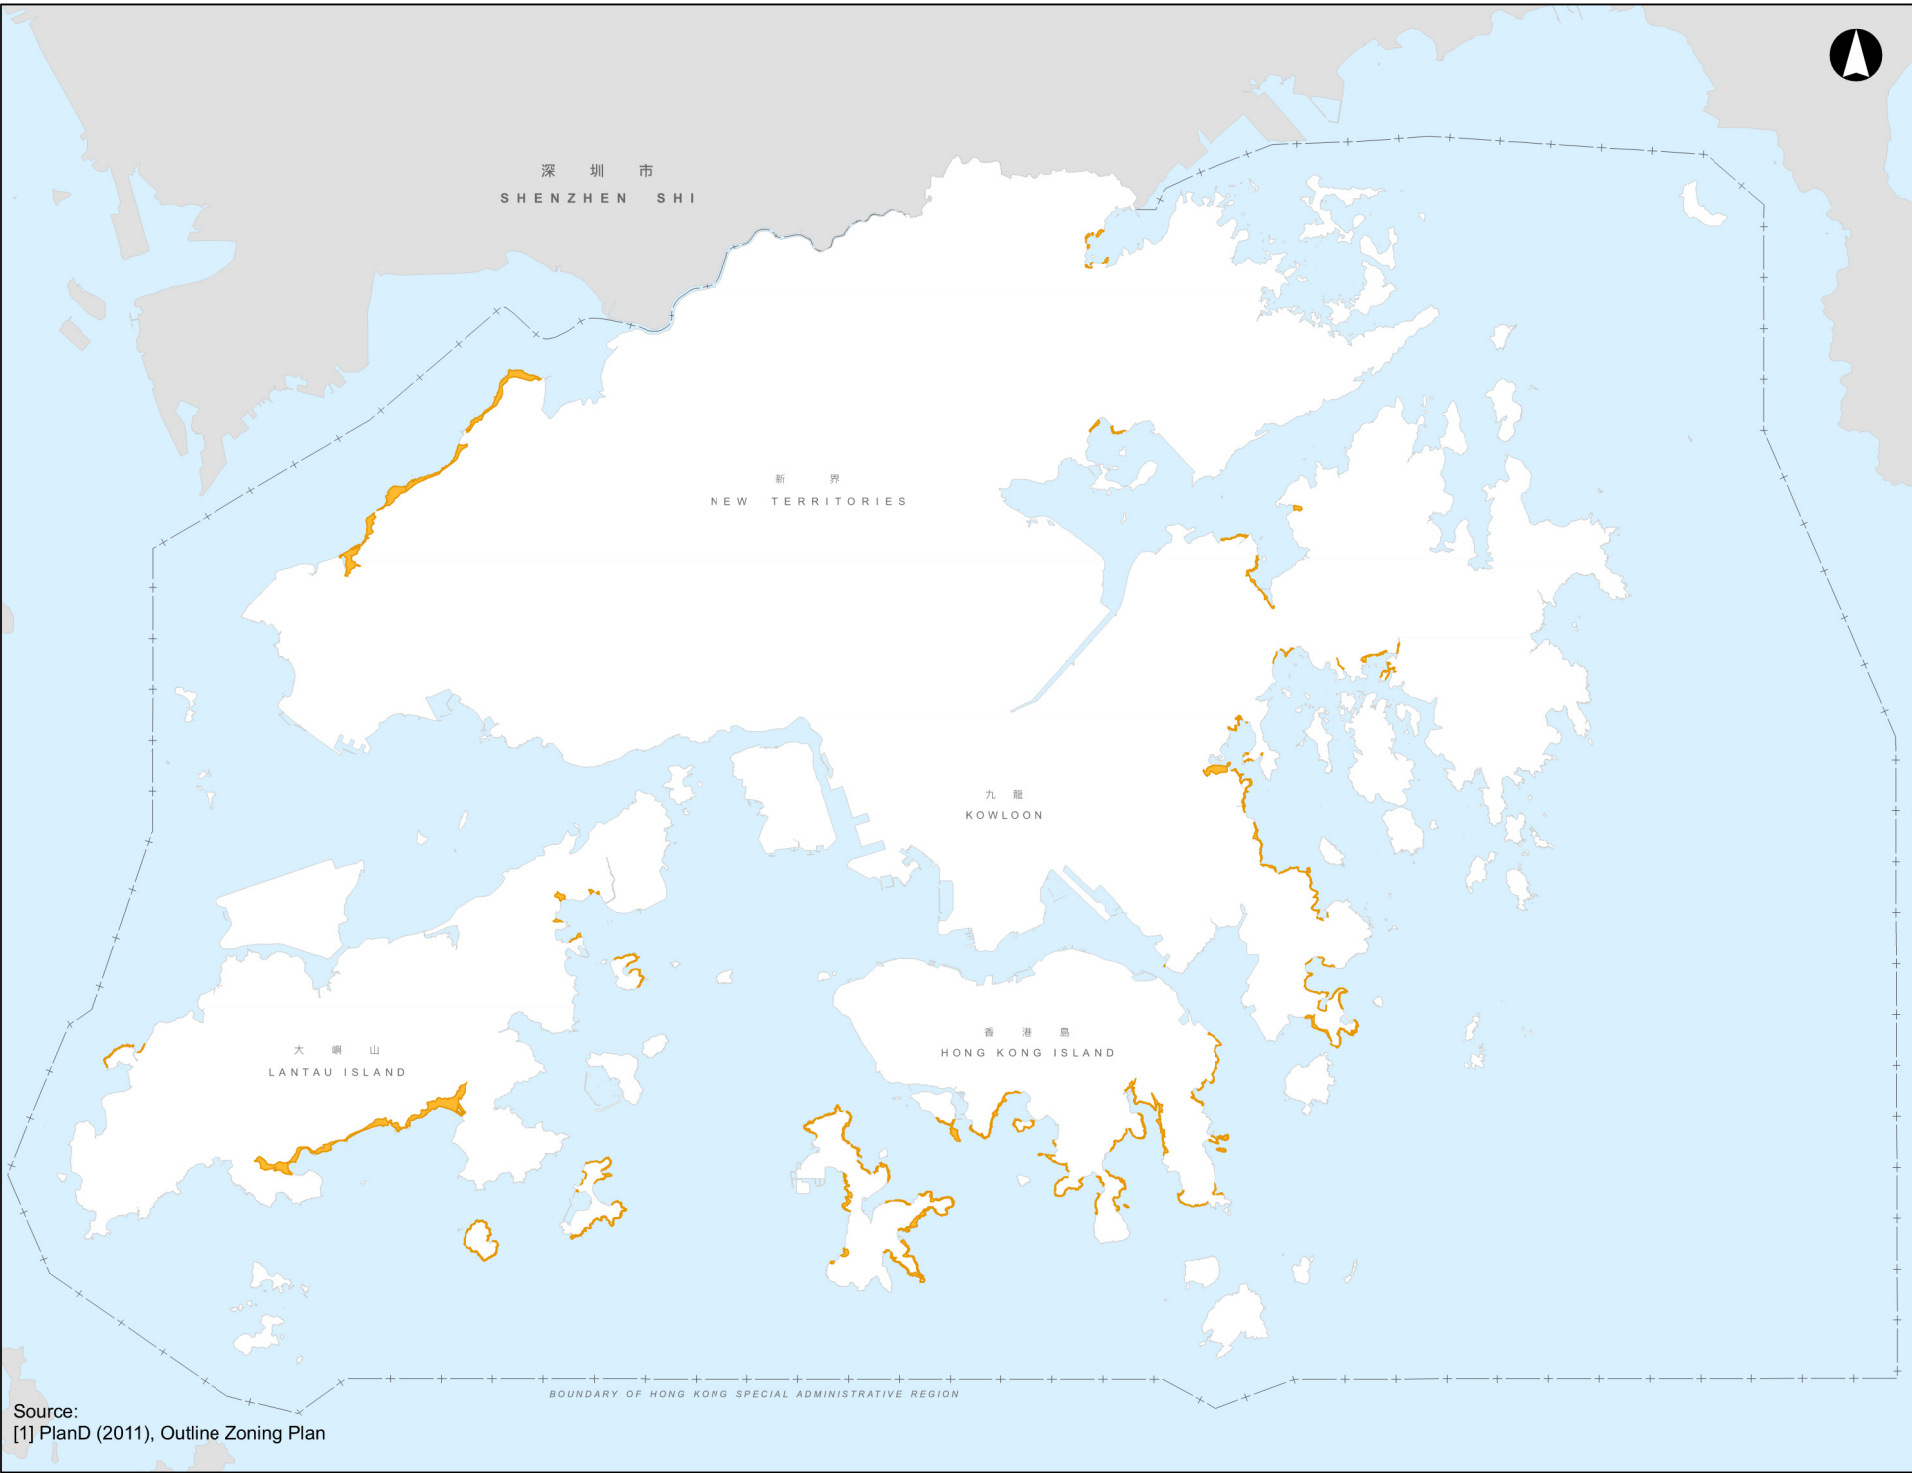 深 圳 市
SHENZHEN SHI
新 界
NEW TERRITORIES
九 龍
KOWLOON
香 港 島
HONG KONG ISLAND
大 嶼 山
LANTAU ISLAND
BOUNDARY OF HONG KONG SPECIAL ADMINISTRATIVE REGION
Source:
[1] PlanD (2011), Outline Zoning Plan